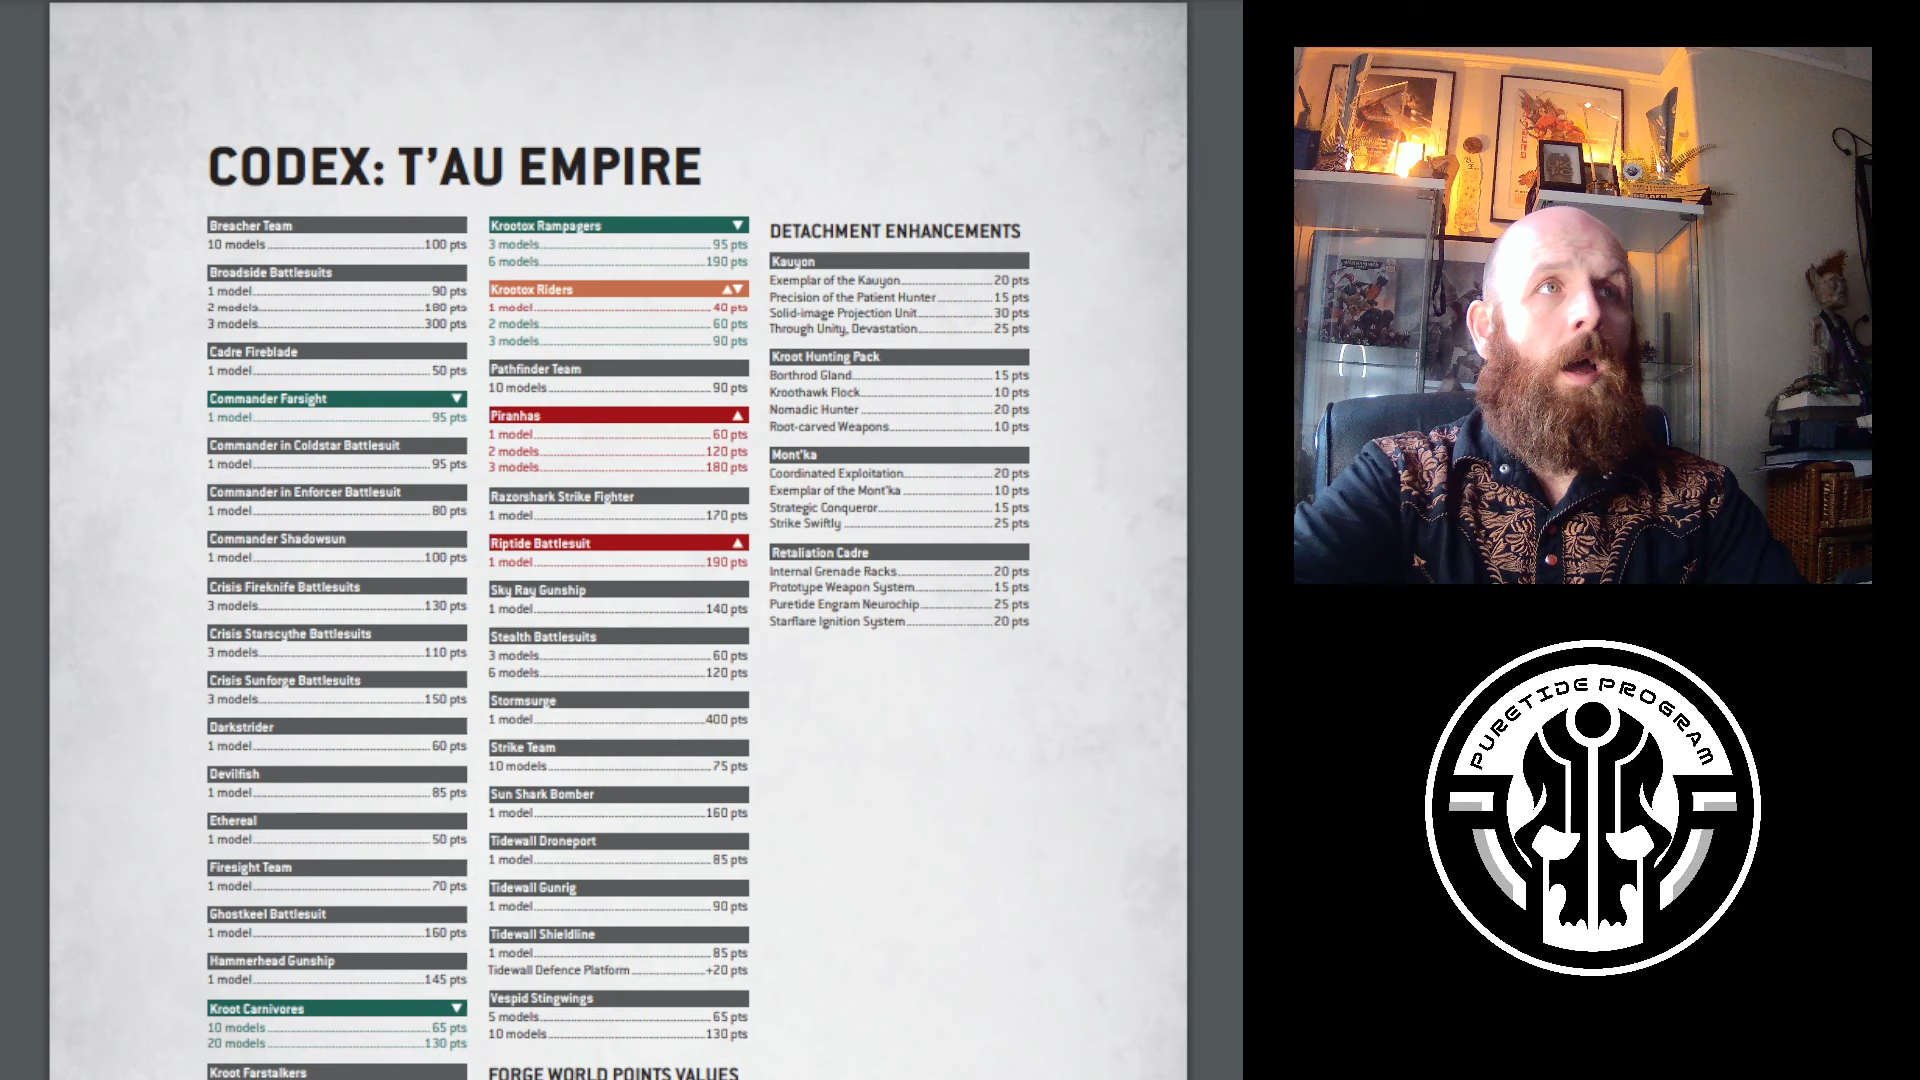 CODEX: T'AU EMPIRE
Breacher Team
10 models 100 pts
Broadside Battlesuits
1 model 90 pts
2 models 180 pts
3 models 300 pts
Cadre Fireblade
1 model 50 pts
Commander Farsight ▼
1 model 95 pts
Commander in Coldstar Battlesuit
1 model 95 pts
Commander in Enforcer Battlesuit
1 model 80 pts
Commander Shadowsun
1 model 100 pts
Crisis Fireknife Battlesuits
3 models 130 pts
Crisis Starscythe Battlesuits
3 models 110 pts
Crisis Sunforge Battlesuits
3 models 150 pts
Darkstrider
1 model 60 pts
Devilfish
1 model 85 pts
Ethereal
1 model 50 pts
Firesight Team
1 model 70 pts
Ghostkeel Battlesuit
1 model 160 pts
Hammerhead Gunship
1 model 145 pts
Kroot Carnivores ▼
10 models 65 pts
20 models 130 pts
Kroot Farstalkers
Krootox Rampagers ▼
3 models 95 pts
6 models 190 pts
Krootox Riders ▲▼
1 model 40 pts
2 models 60 pts
3 models 90 pts
Pathfinder Team
10 models 90 pts
Piranhas ▲
1 model 60 pts
2 models 120 pts
3 models 180 pts
Razorshark Strike Fighter
1 model 170 pts
Riptide Battlesuit ▲
1 model 190 pts
Sky Ray Gunship
1 model 140 pts
Stealth Battlesuits
3 models 60 pts
6 models 120 pts
Stormsurge
1 model 400 pts
Strike Team
10 models 75 pts
Sun Shark Bomber
1 model 160 pts
Tidewall Droneport
1 model 85 pts
Tidewall Gunrig
1 model 90 pts
Tidewall Shieldline
1 model 85 pts
Tidewall Defence Platform +20 pts
Vespid Stingwings
5 models 65 pts
10 models 130 pts
FORGE WORLD POINTS VALUES
DETACHMENT ENHANCEMENTS
Kauyon
Exemplar of the Kauyon 20 pts
Precision of the Patient Hunter 15 pts
Solid-image Projection Unit 30 pts
Through Unity, Devastation 25 pts
Kroot Hunting Pack
Borthrod Gland 15 pts
Kroothawk Flock 10 pts
Nomadic Hunter 20 pts
Root-carved Weapons 10 pts
Mont'ka
Coordinated Exploitation 20 pts
Exemplar of the Mont'ka 10 pts
Strategic Conqueror 15 pts
Strike Swiftly 25 pts
Retaliation Cadre
Internal Grenade Racks 20 pts
Prototype Weapon System 15 pts
Puretide Engram Neurochip 25 pts
Starflare Ignition System 20 pts
PURETIDE PROGRAM